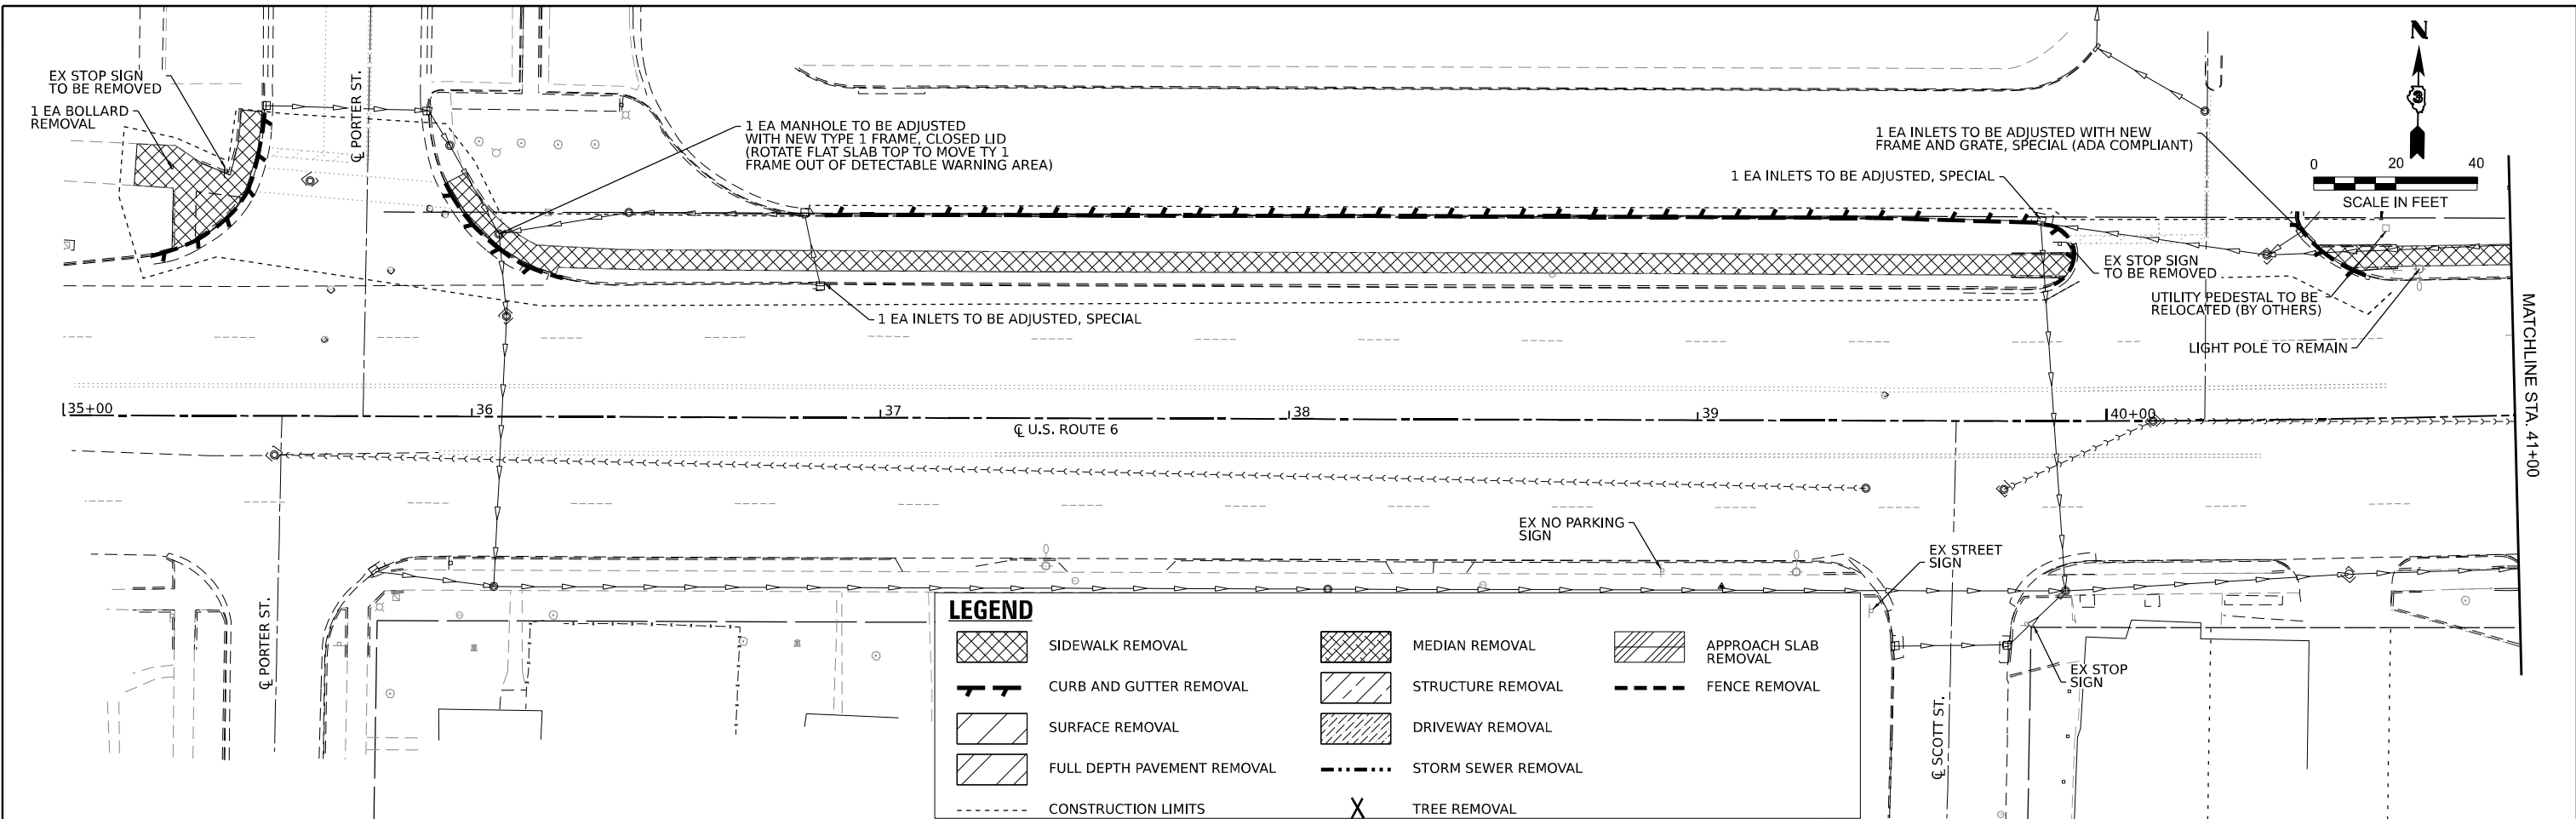 EX STOP SIGN
TO BE REMOVED
1 EA BOLLARD
REMOVAL
℄ PORTER ST.
1 EA MANHOLE TO BE ADJUSTED
WITH NEW TYPE 1 FRAME, CLOSED LID
(ROTATE FLAT SLAB TOP TO MOVE TY 1
FRAME OUT OF DETECTABLE WARNING AREA)
1 EA INLETS TO BE ADJUSTED WITH NEW
FRAME AND GRATE, SPECIAL (ADA COMPLIANT)
1 EA INLETS TO BE ADJUSTED, SPECIAL
N
3
0 20 40
SCALE IN FEET
EX STOP SIGN
TO BE REMOVED
UTILITY PEDESTAL TO BE
RELOCATED (BY OTHERS)
1 EA INLETS TO BE ADJUSTED, SPECIAL
LIGHT POLE TO REMAIN
MATCHLINE STA. 41+00
35+00 36 37 38 39 40+00
℄ U.S. ROUTE 6
EX NO PARKING
SIGN
EX STREET
SIGN
℄ PORTER ST.
EX STOP
SIGN
℄ SCOTT ST.
LEGEND
SIDEWALK REMOVAL
CURB AND GUTTER REMOVAL
SURFACE REMOVAL
FULL DEPTH PAVEMENT REMOVAL
CONSTRUCTION LIMITS
MEDIAN REMOVAL
STRUCTURE REMOVAL
DRIVEWAY REMOVAL
STORM SEWER REMOVAL
TREE REMOVAL
APPROACH SLAB
REMOVAL
FENCE REMOVAL